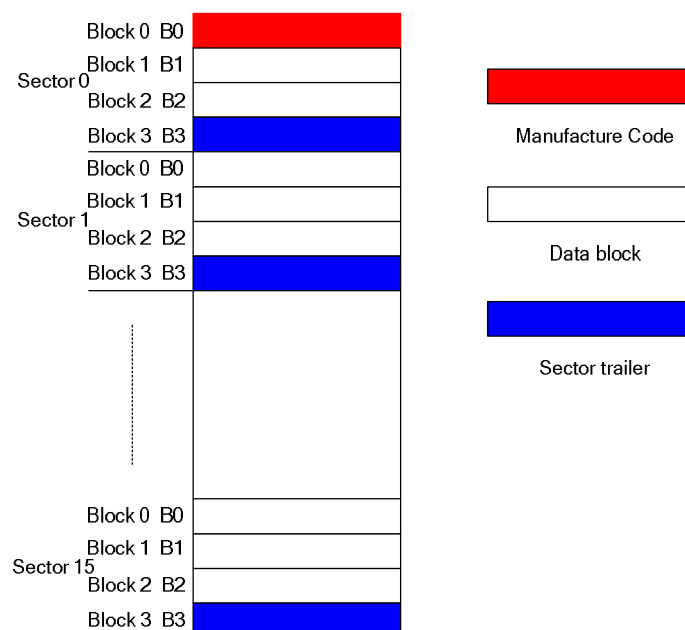 Block 0 B0
Block 1 B1
Sector 0
Block 2 B2
Block 3 B3
Block 0 B0
Block 1 B1
Sector 1
Block 2 B2
Block 3 B3
Block 0 B0
Block 1 B1
Sector 15
Block 2 B2
Block 3 B3
Manufacture Code
Data block
Sector trailer